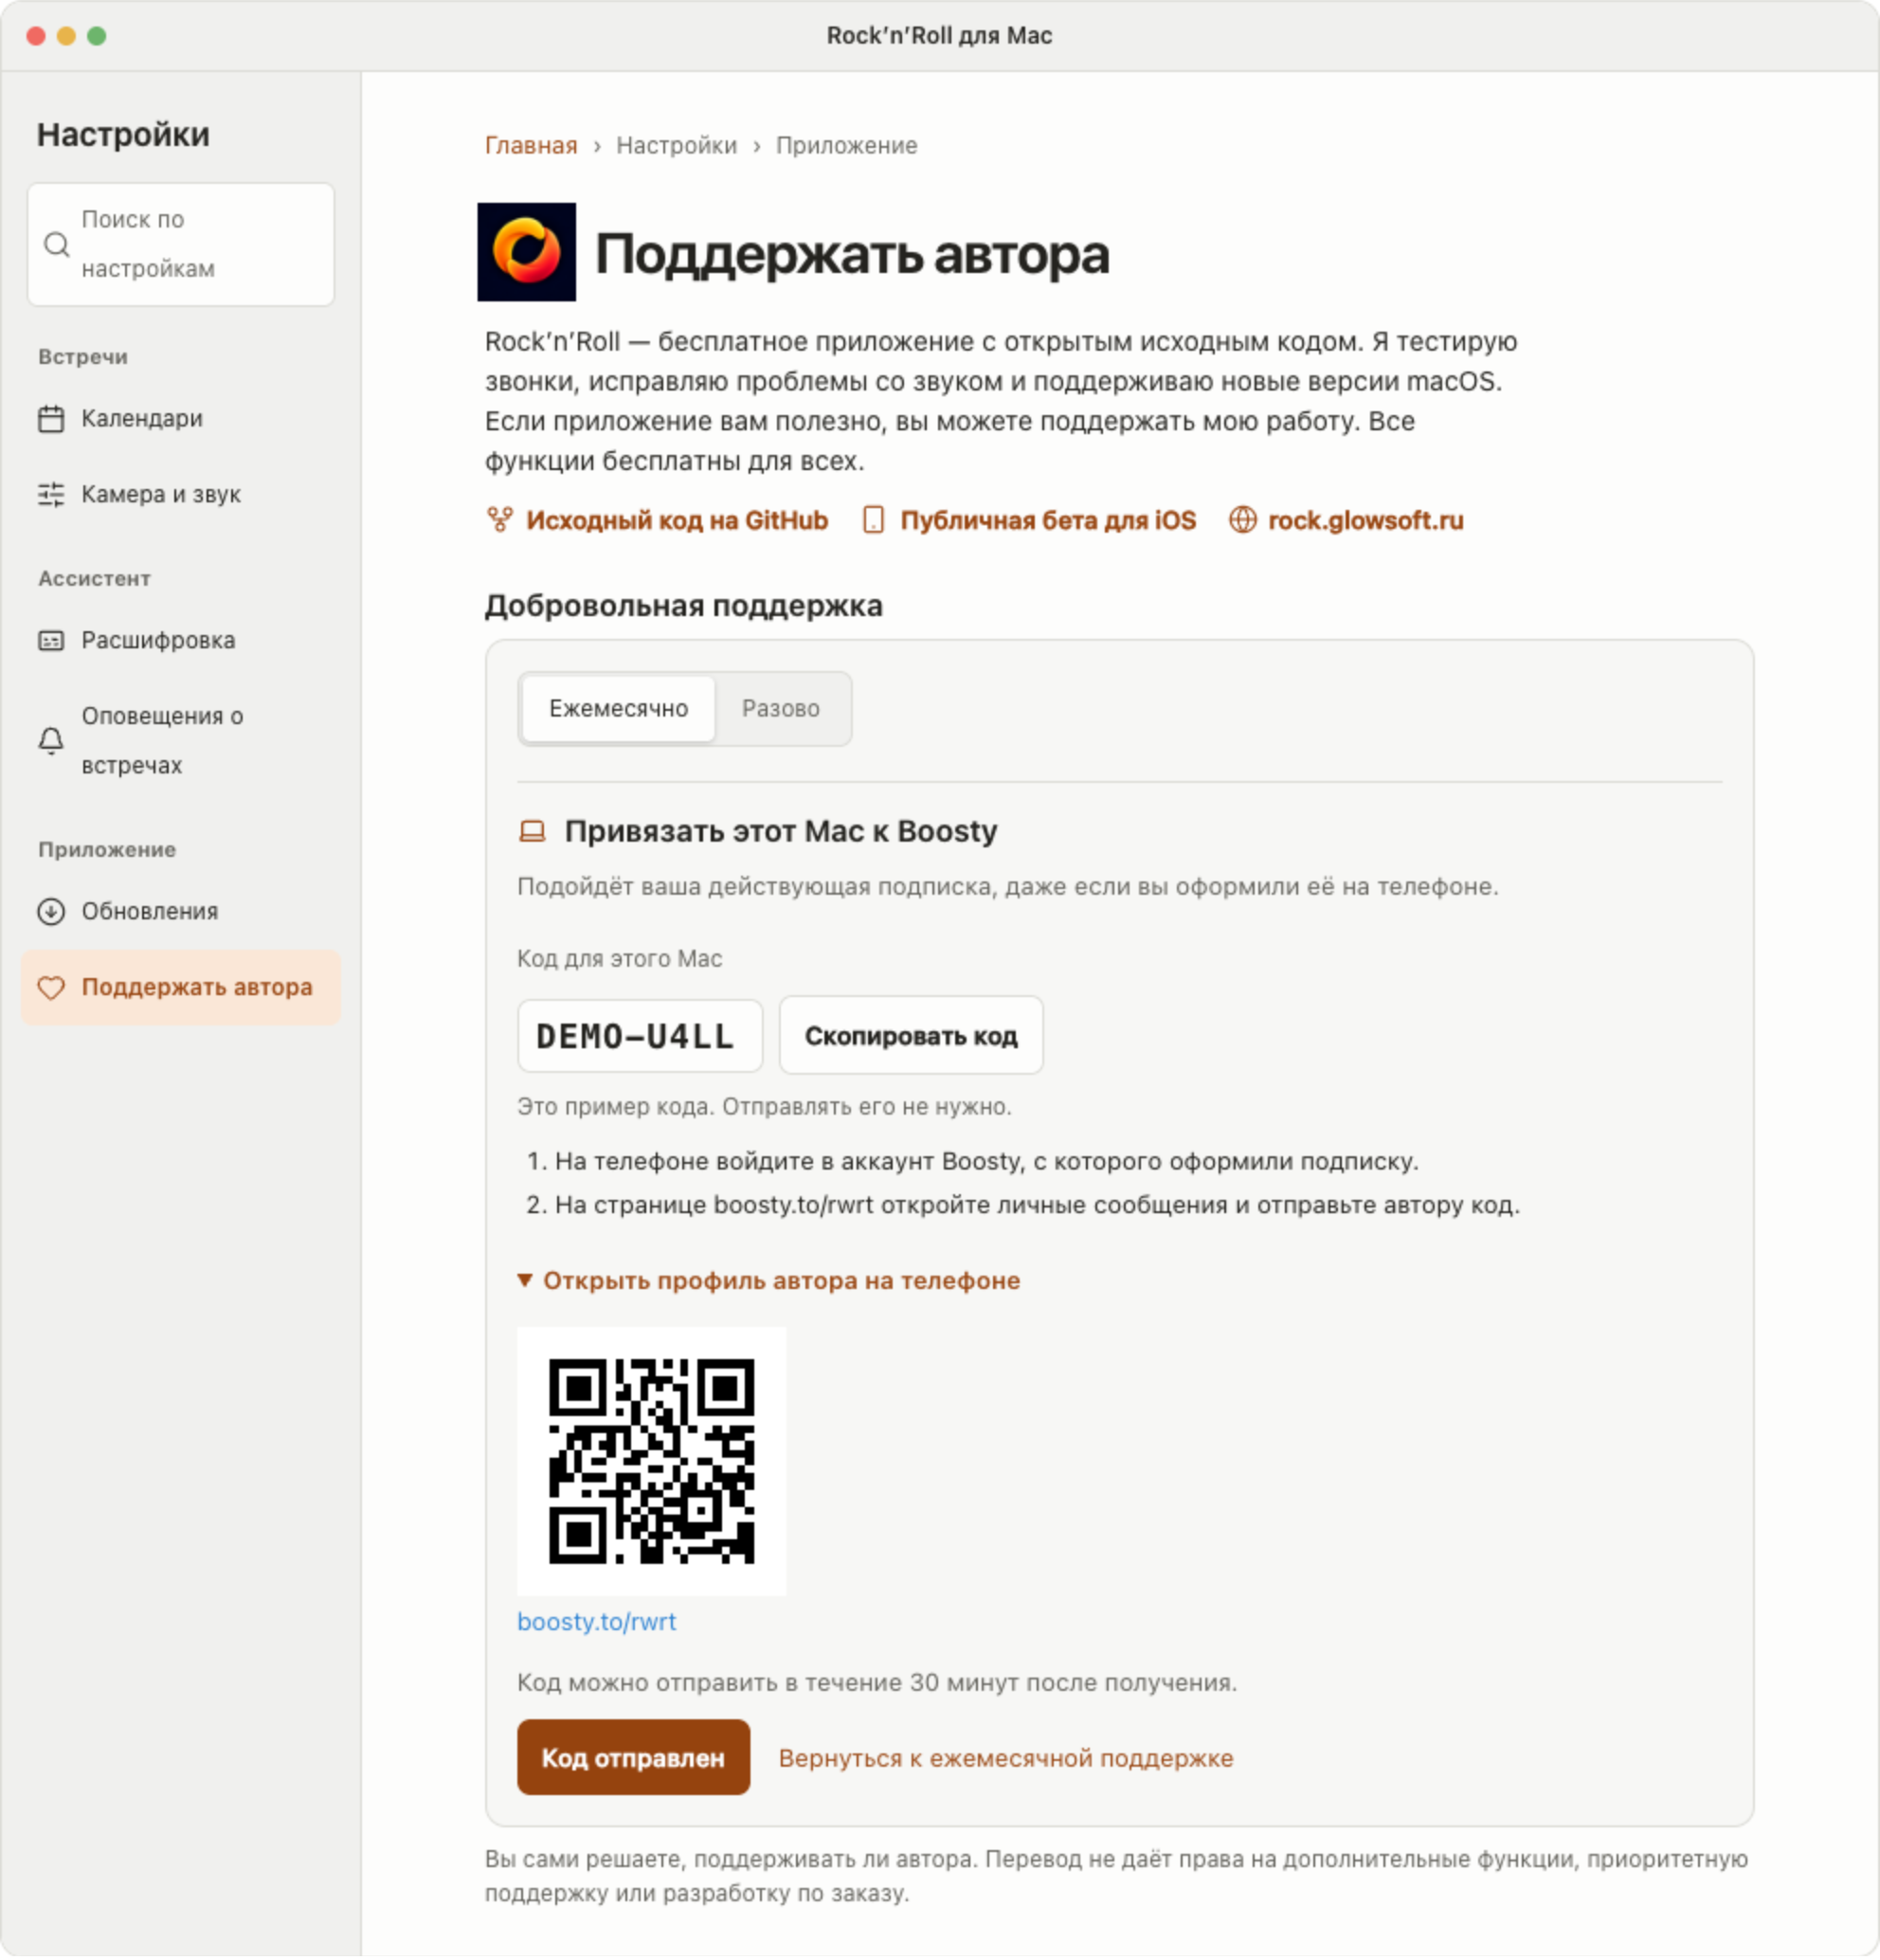 Rock’n’Roll для Mac
Настройки
Поиск по
настройкам
Встречи
Календари
Камера и звук
Ассистент
Расшифровка
Оповещения о
встречах
Приложение
Обновления
Поддержать автора
Главная › Настройки › Приложение
Поддержать автора
Rock’n’Roll — бесплатное приложение с открытым исходным кодом. Я тестирую
звонки, исправляю проблемы со звуком и поддерживаю новые версии macOS.
Если приложение вам полезно, вы можете поддержать мою работу. Все
функции бесплатны для всех.
Исходный код на GitHub Публичная бета для iOS rock.glowsoft.ru
Добровольная поддержка
Ежемесячно Разово
Привязать этот Mac к Boosty
Подойдёт ваша действующая подписка, даже если вы оформили её на телефоне.
Код для этого Mac
DEMO-U4LL Скопировать код
Это пример кода. Отправлять его не нужно.
1. На телефоне войдите в аккаунт Boosty, с которого оформили подписку.
2. На странице boosty.to/rwrt откройте личные сообщения и отправьте автору код.
▼ Открыть профиль автора на телефоне
boosty.to/rwrt
Код можно отправить в течение 30 минут после получения.
Код отправлен Вернуться к ежемесячной поддержке
Вы сами решаете, поддерживать ли автора. Перевод не даёт права на дополнительные функции, приоритетную
поддержку или разработку по заказу.